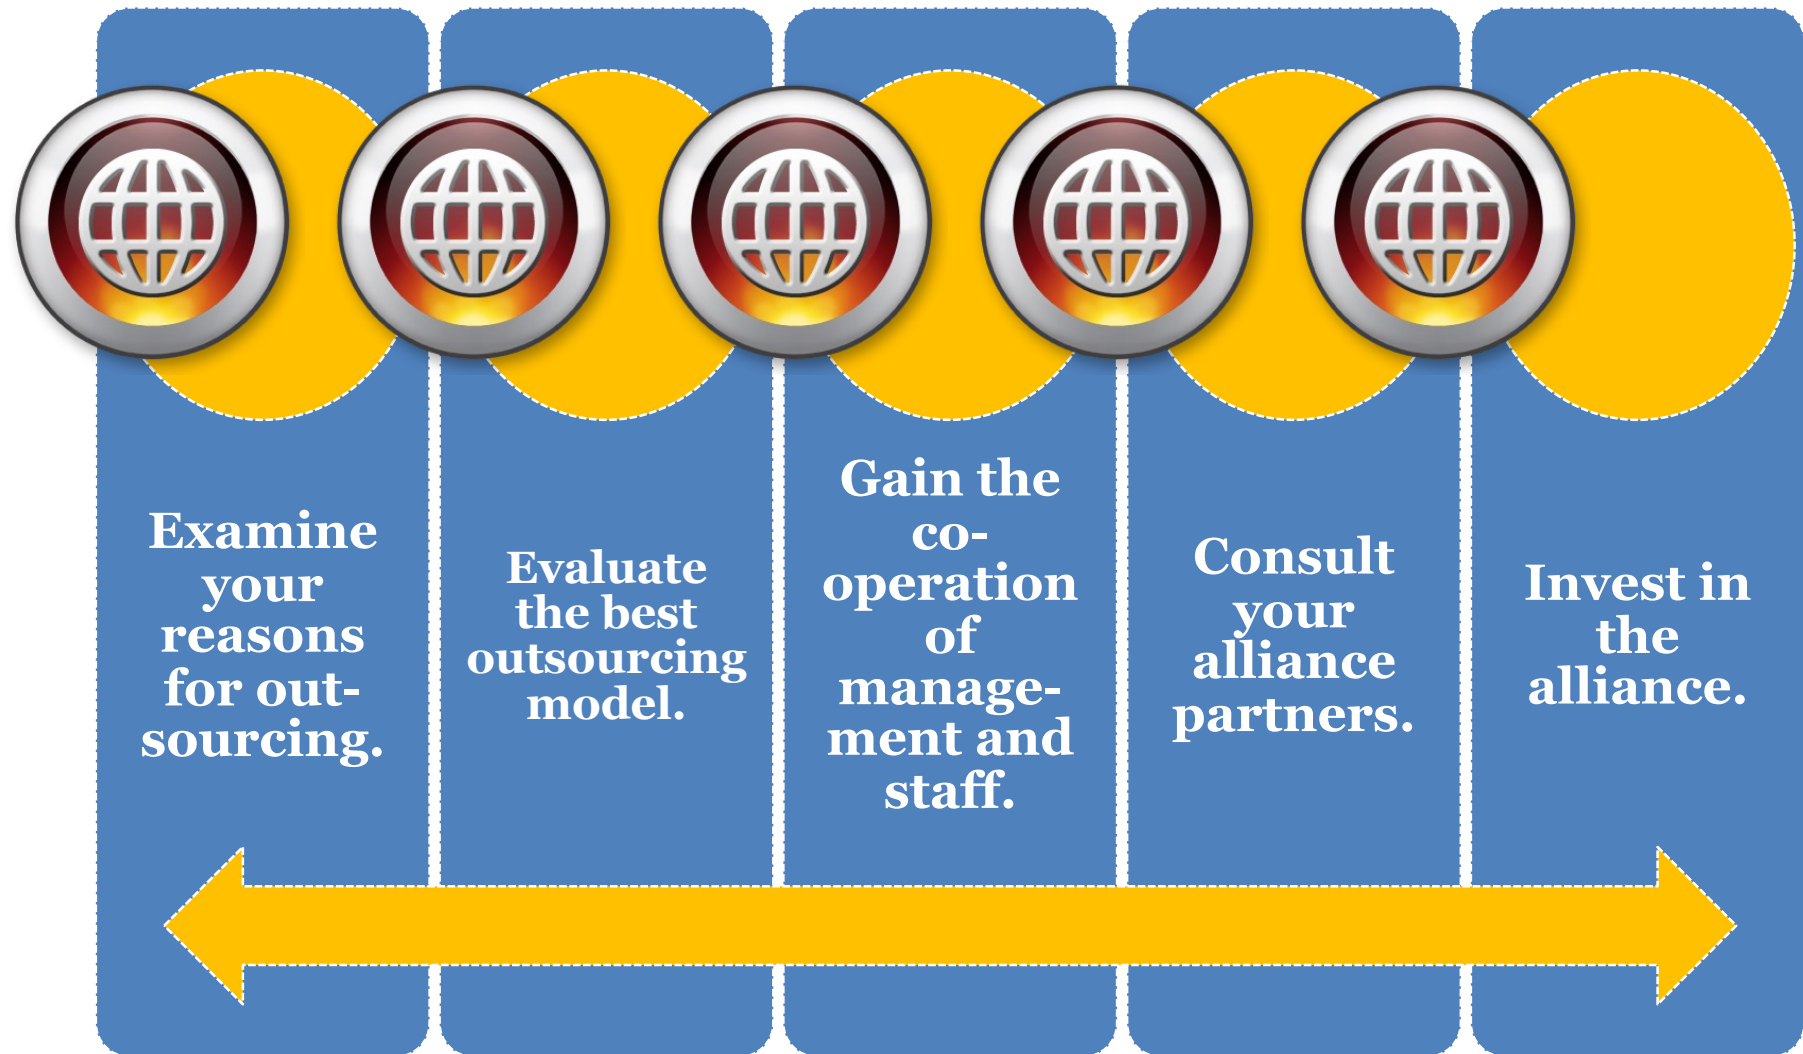 Examine
your
reasons
for out-
sourcing.
Evaluate
the best
outsourcing
model.
Gain the
co-
operation
of
manage-
ment and
staff.
Consult
your
alliance
partners.
Invest in
the
alliance.